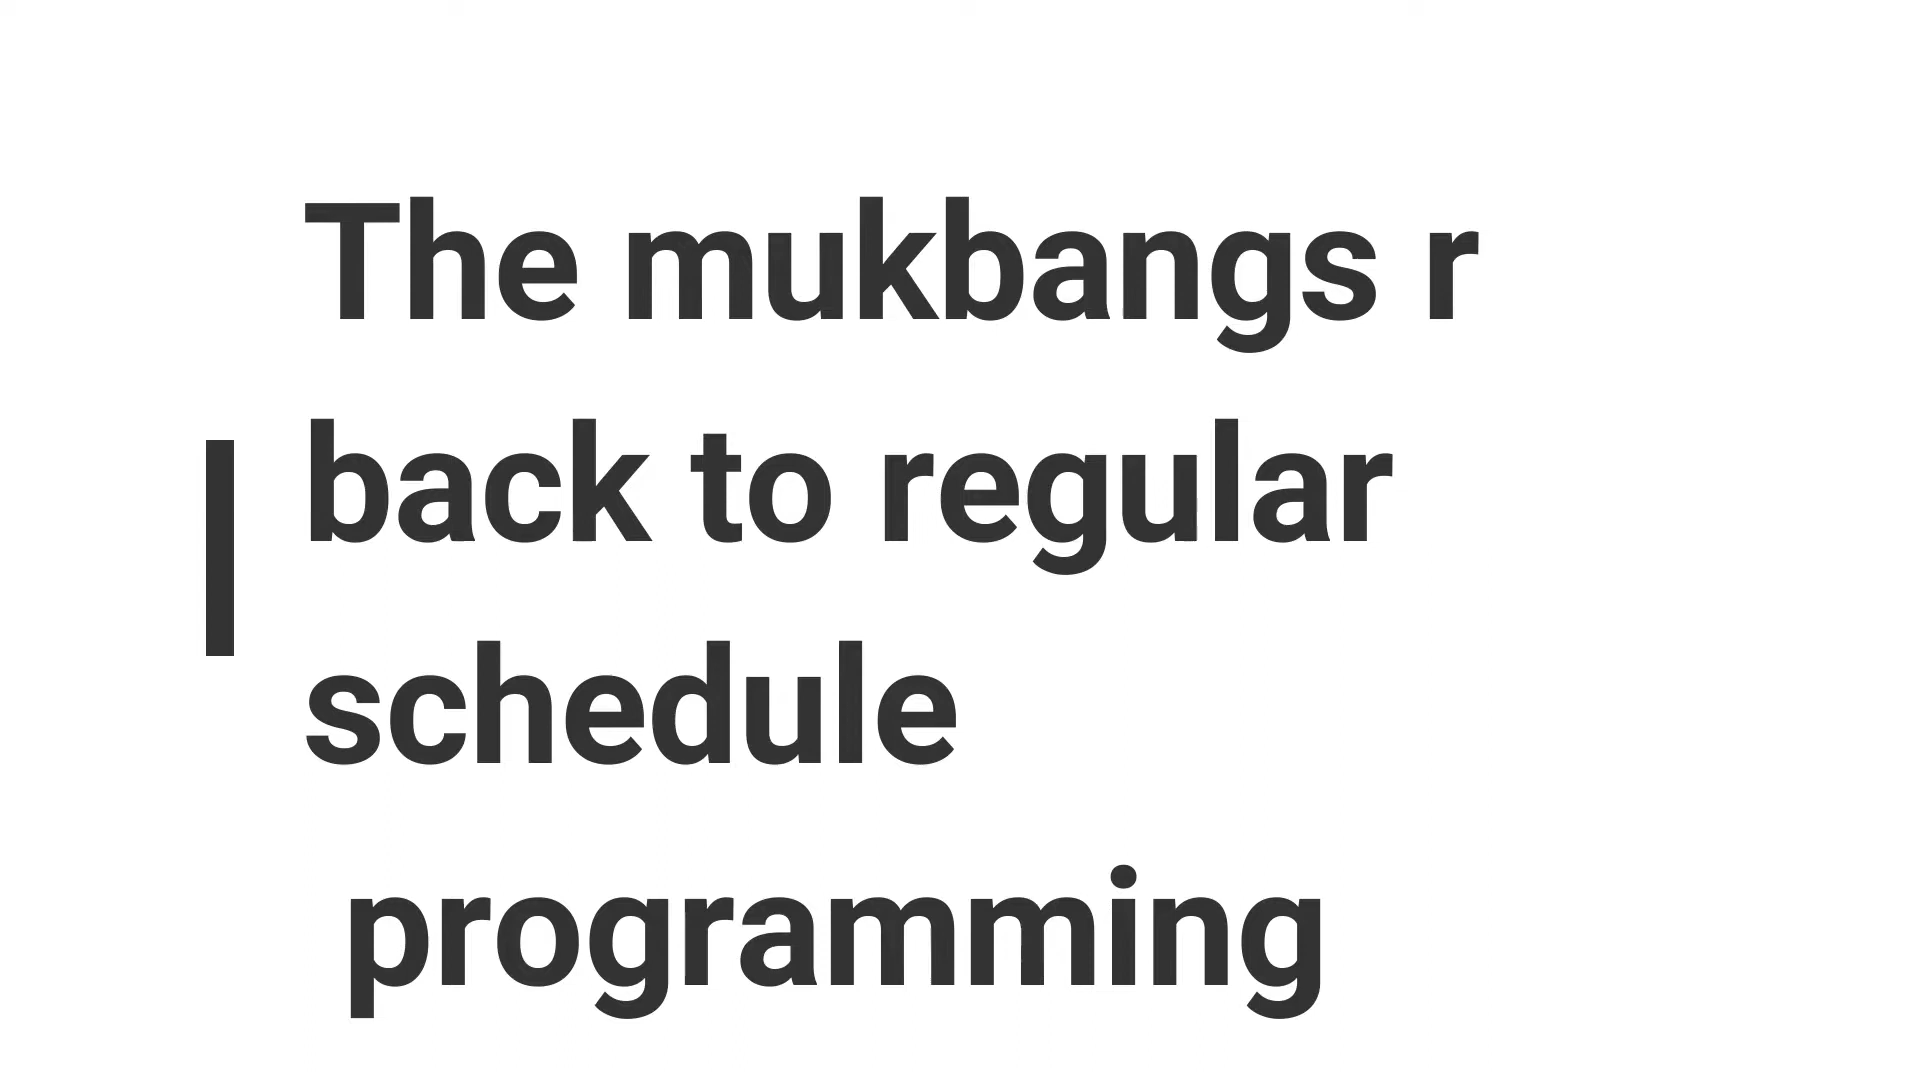 The mukbangs r
back to regular
schedule
programming